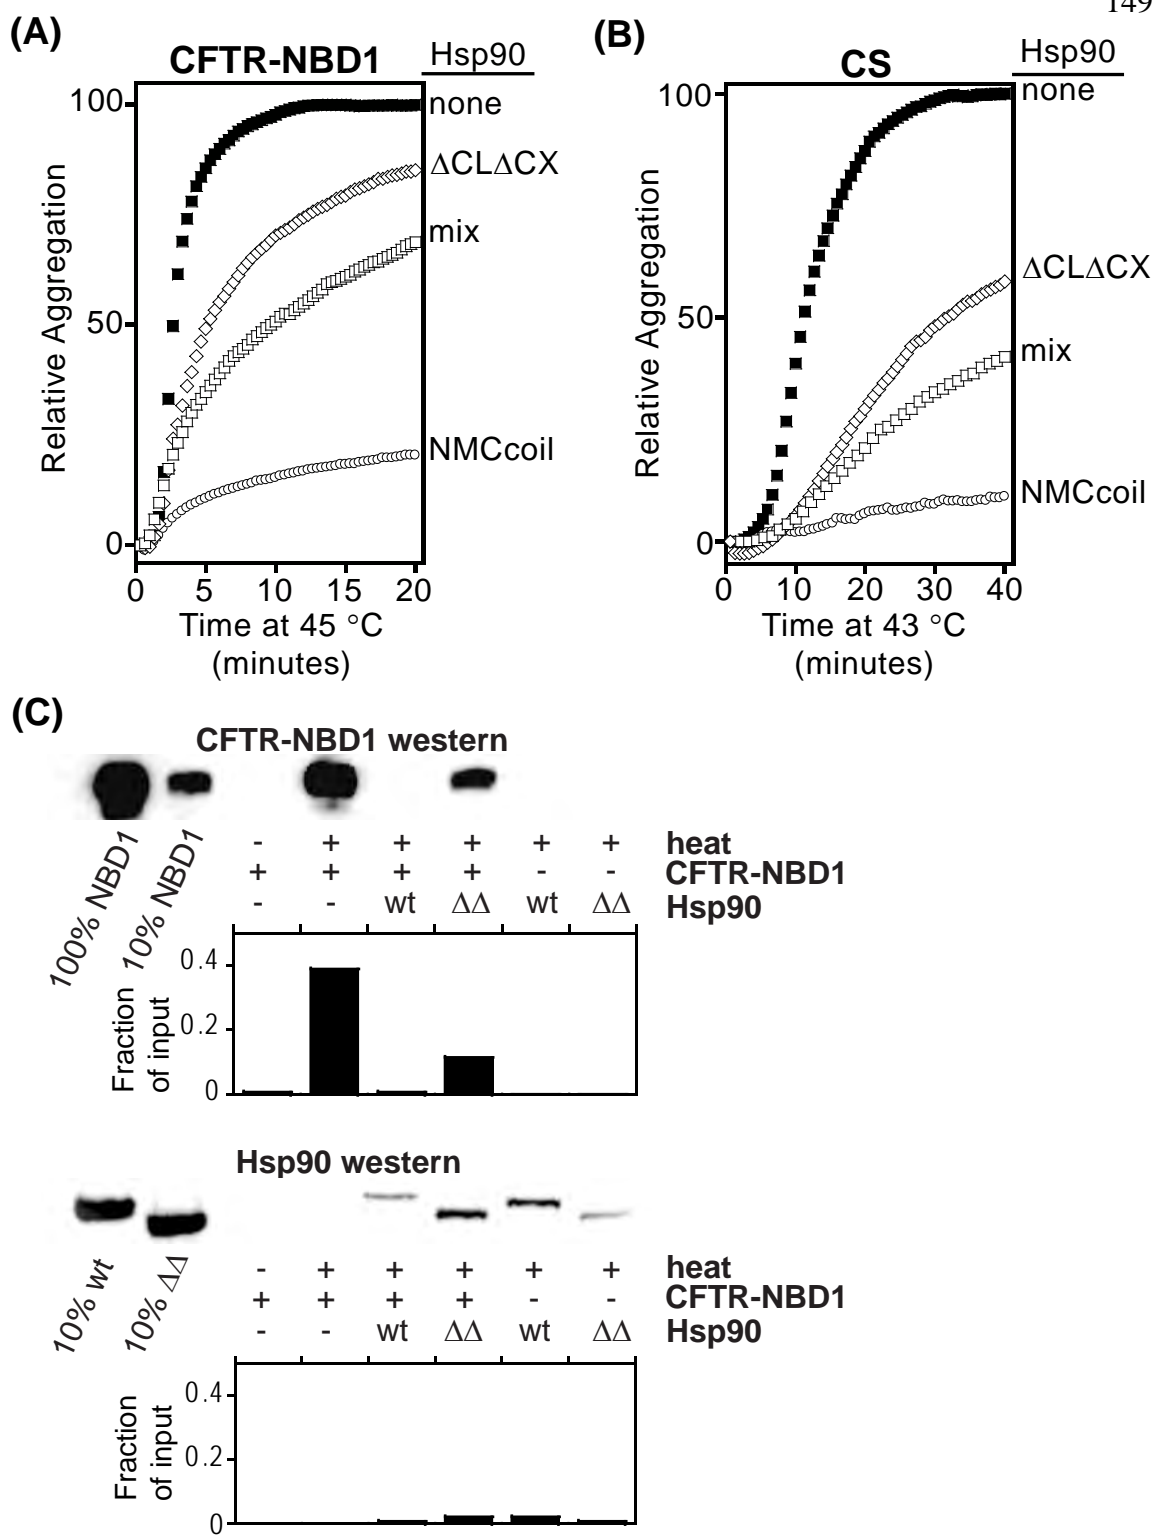 149
(A)
CFTR-NBD1
Hsp90
100
50
0
Relative Aggregation
none
ΔCLΔCX
mix
NMCcoil
0 5 10 15 20
Time at 45 °C
(minutes)
(B)
CS
Hsp90
100
50
0
Relative Aggregation
none
ΔCLΔCX
mix
NMCcoil
0 10 20 30 40
Time at 43 °C
(minutes)
(C)
CFTR-NBD1 western
100% NBD1
10% NBD1
- + + + + + heat
+ + + + - - CFTR-NBD1
- - wt ΔΔ wt ΔΔ Hsp90
Fraction
of input
0.4
0.2
0
Hsp90 western
10% wt
10% ΔΔ
- + + + + + heat
+ + + + - - CFTR-NBD1
- - wt ΔΔ wt ΔΔ Hsp90
Fraction
of input
0.4
0.2
0